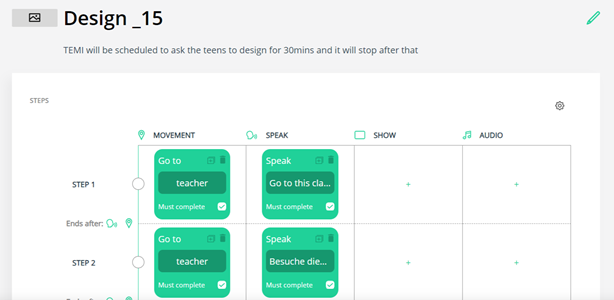 Design _15
TEMI will be scheduled to ask the teens to design for 30mins and it will stop after that
STEPS
MOVEMENT SPEAK SHOW AUDIO
Go to Speak
STEP 1 teacher Go to this cla...
Must complete Must complete
Ends after:
Go to Speak
STEP 2 teacher Besuche die...
Must complete Must complete